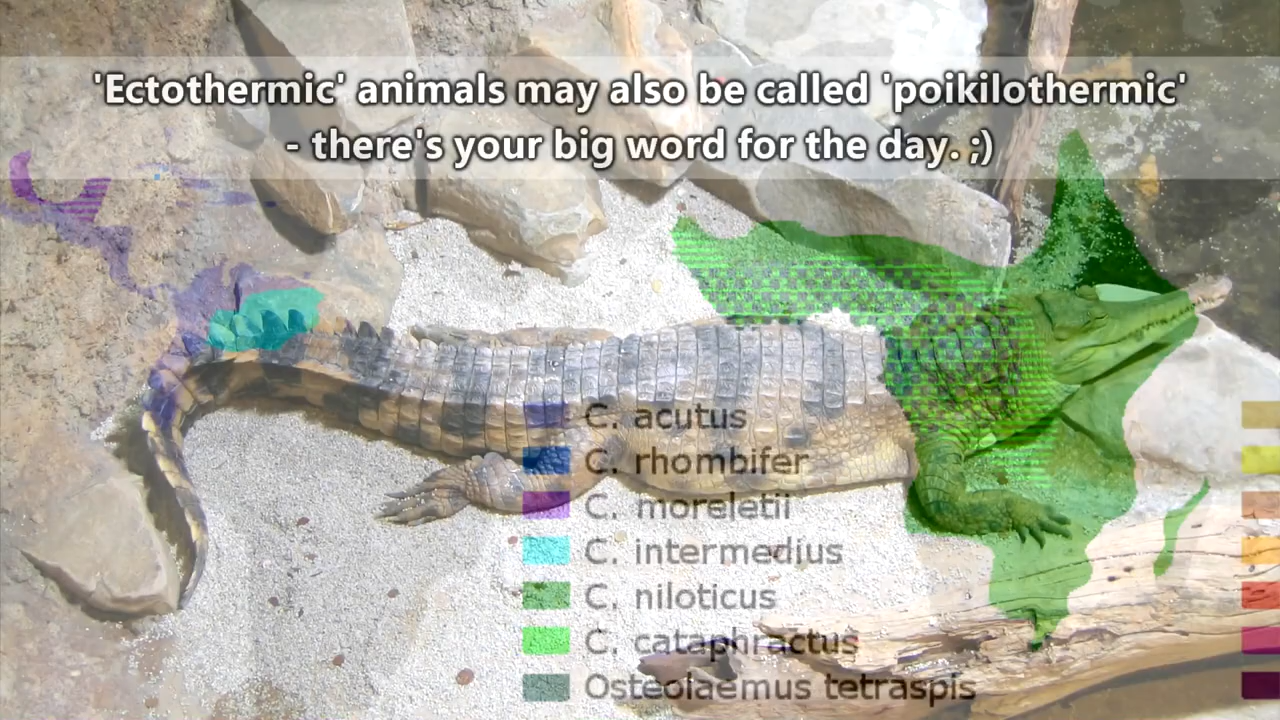 'Ectothermic' animals may also be called 'poikilothermic'
- there's your big word for the day. ;)
C. acutus
C. rhombifer
C. moreletii
C. intermedius
C. niloticus
C. cataphractus
Osteolaemus tetraspis